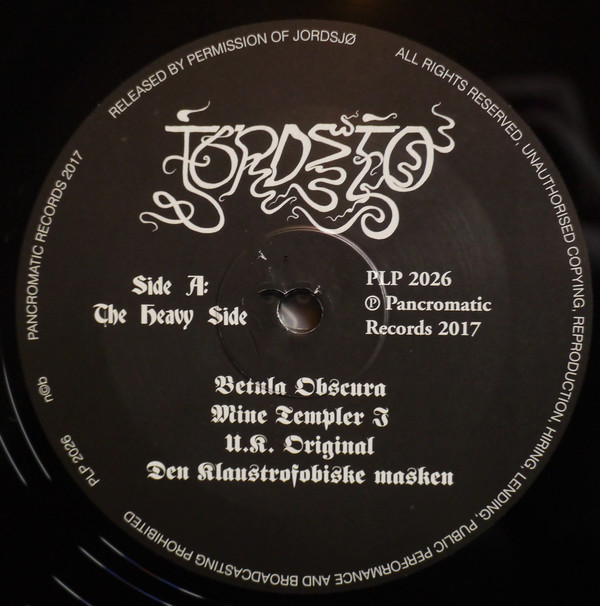 RELEASED BY PERMISSION OF JORDSJØ
ALL RIGHTS RESERVED, UNAUTHORISED COPYING, REPRODUCTION, HIRING, LENDING, PUBLIC PERFORMANCE AND BROADCASTING PROHIBITED
PLP 2026
n©b
PANCROMATIC RECORDS 2017
JORDSJØ
Side A:
The Heavy Side
PLP 2026
℗ Pancromatic
Records 2017
Betula Obscura
Mine Templer I
U.K. Original
Den Klaustrofobiske masken